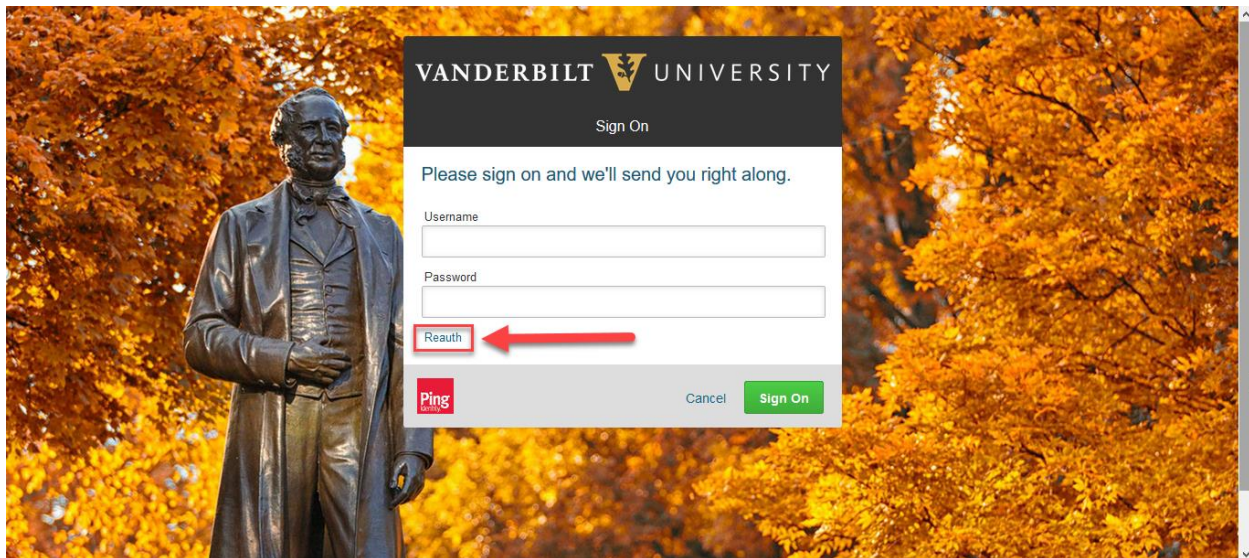 VANDERBILT UNIVERSITY
Sign On
Please sign on and we'll send you right along.
Username
Password
Reauth
Ping
Identity
Cancel
Sign On